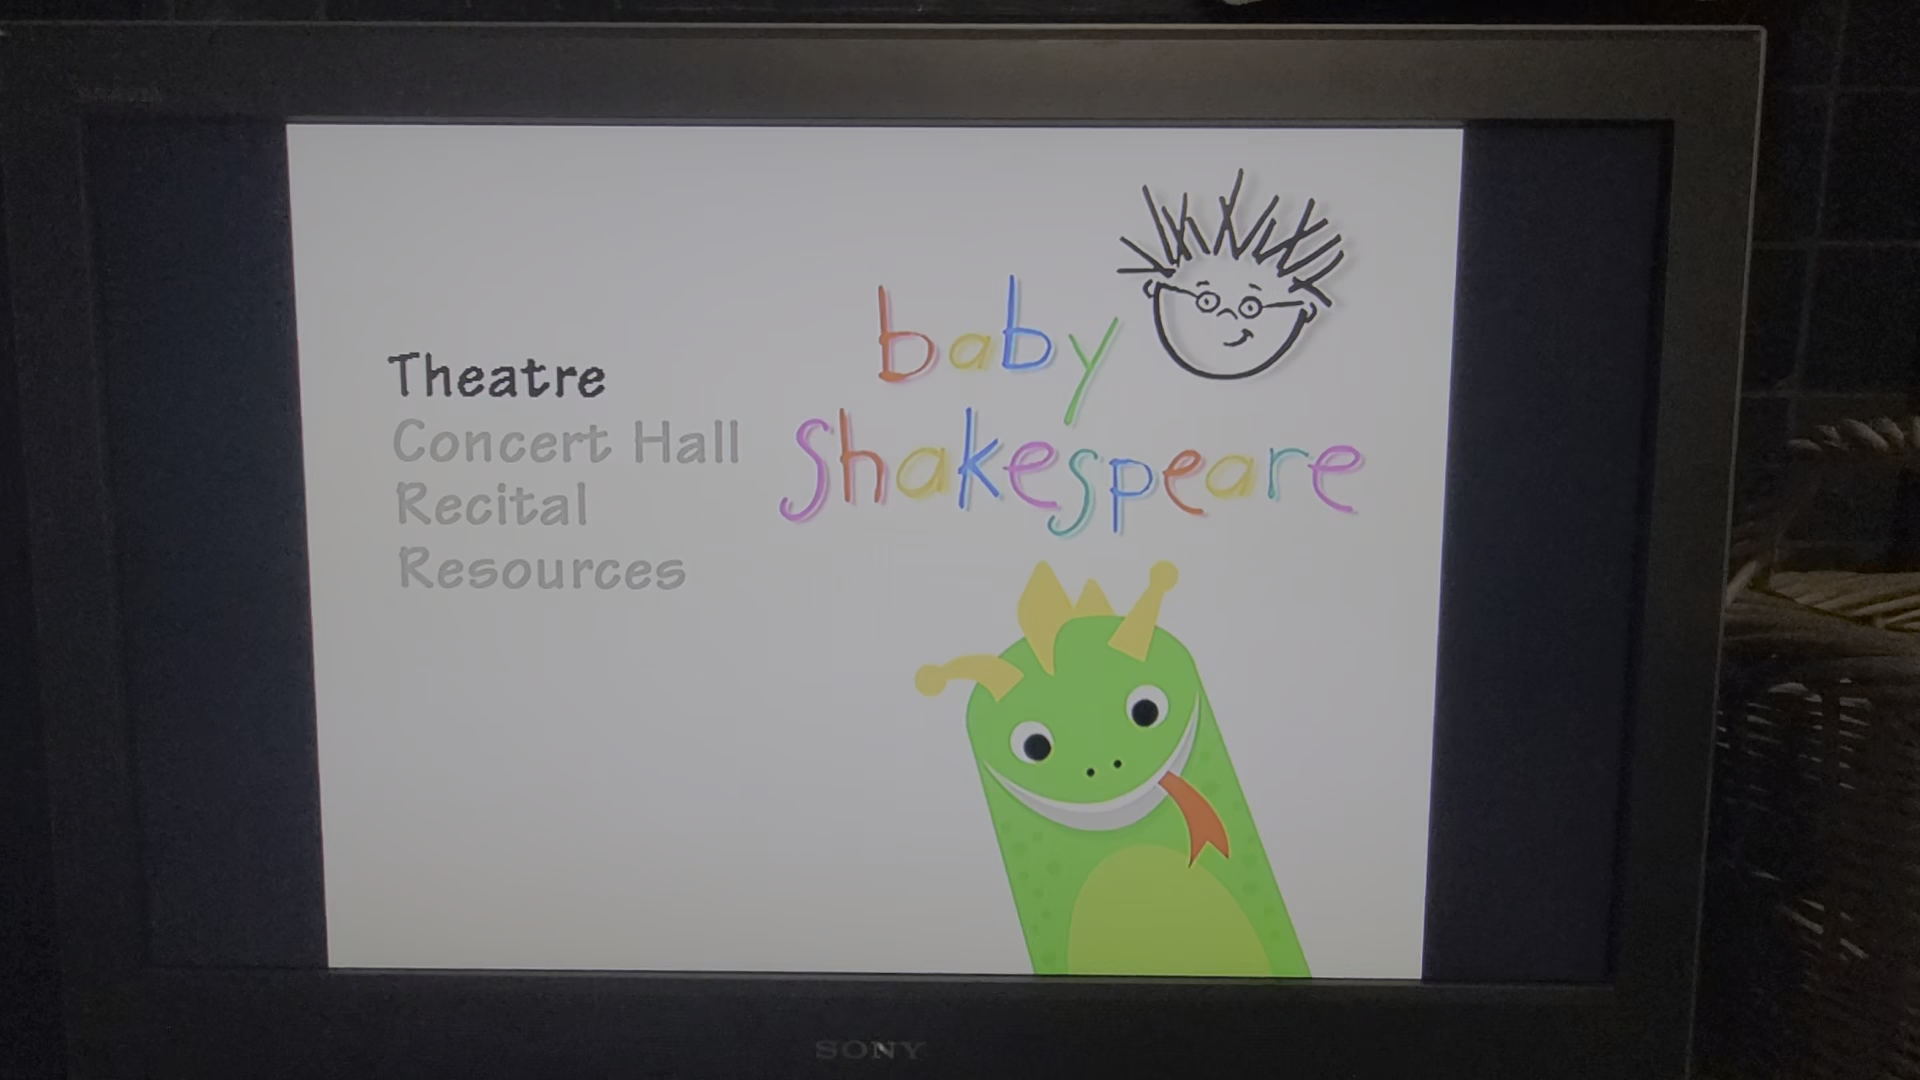 Theatre
Concert Hall
Recital
Resources
baby
Shakespeare
SONY